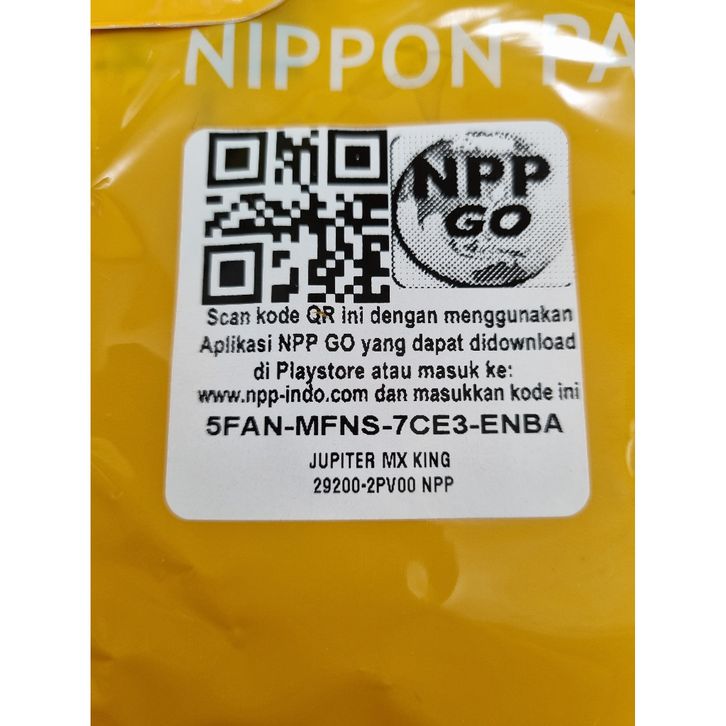 NIPPON PA
NPP
GO
Scan kode QR ini dengan menggunakan
Aplikasi NPP GO yang dapat didownload
di Playstore atau masuk ke:
www.npp-indo.com dan masukkan kode ini
5FAN-MFNS-7CE3-ENBA
JUPITER MX KING
29200-2PV00 NPP